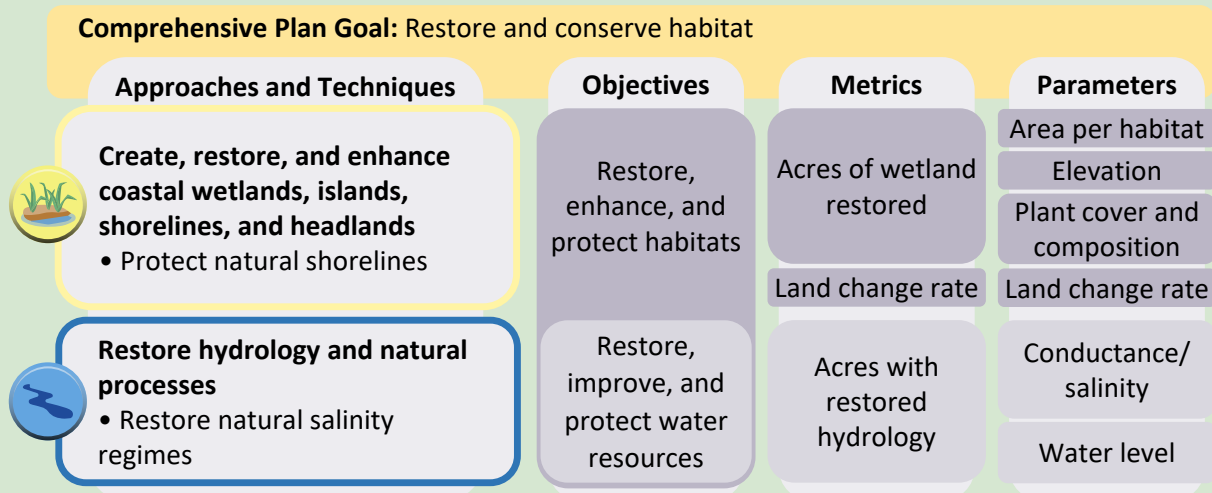 Comprehensive Plan Goal: Restore and conserve habitat
Approaches and Techniques
Objectives
Metrics
Parameters
Create, restore, and enhance
coastal wetlands, islands,
shorelines, and headlands
• Protect natural shorelines
Restore,
enhance, and
protect habitats
Acres of wetland
restored
Land change rate
Area per habitat
Elevation
Plant cover and
composition
Land change rate
Restore hydrology and natural
processes
• Restore natural salinity
regimes
Restore,
improve, and
protect water
resources
Acres with
restored
hydrology
Conductance/
salinity
Water level